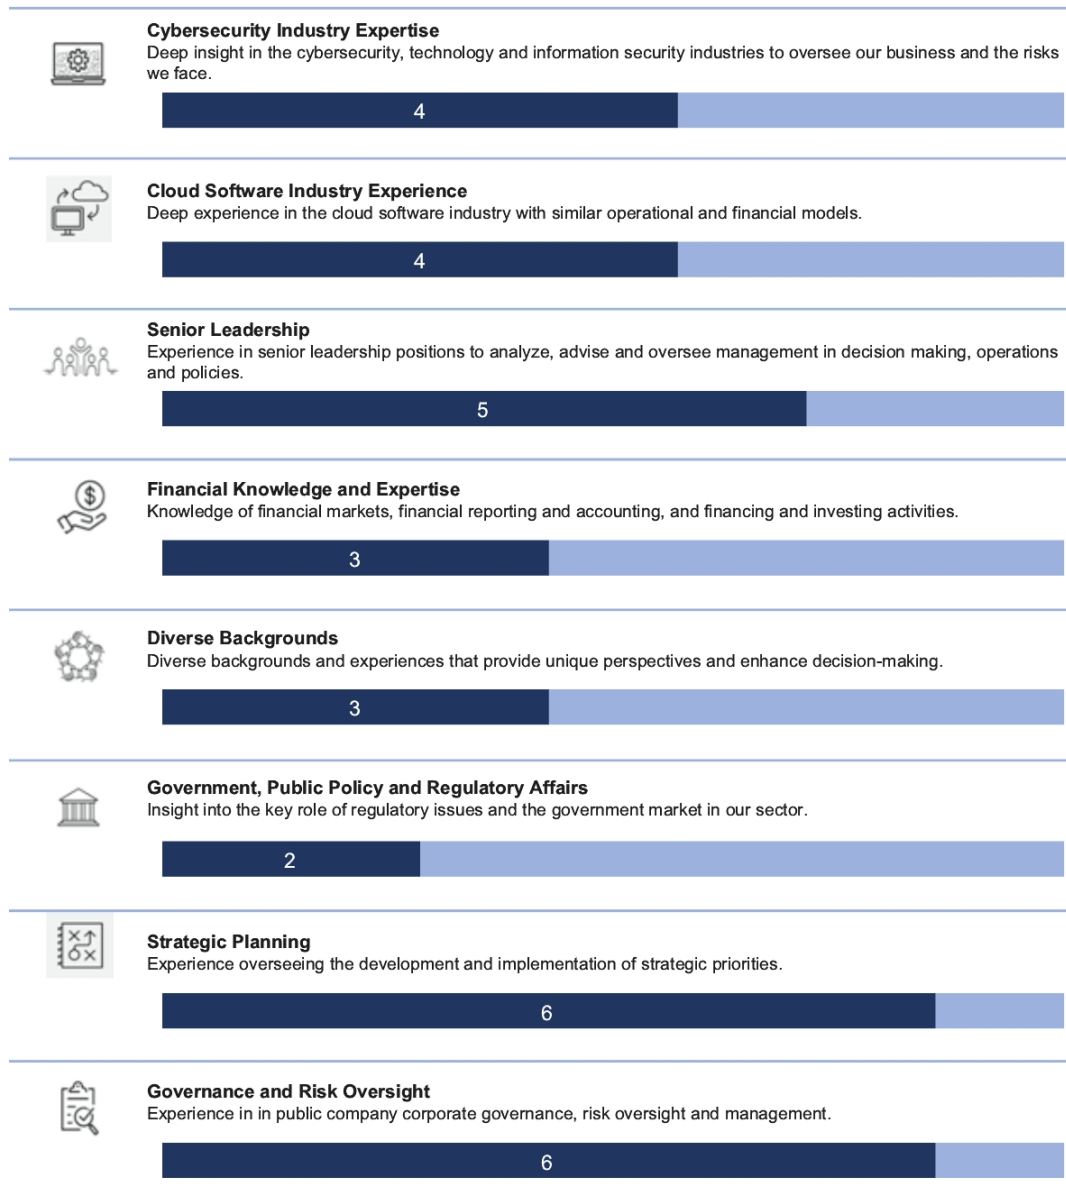 Cybersecurity Industry Expertise
Deep insight in the cybersecurity, technology and information security industries to oversee our business and the risks
we face.
4
Cloud Software Industry Experience
Deep experience in the cloud software industry with similar operational and financial models.
4
Senior Leadership
Experience in senior leadership positions to analyze, advise and oversee management in decision making, operations
and policies.
5
Financial Knowledge and Expertise
Knowledge of financial markets, financial reporting and accounting, and financing and investing activities.
3
Diverse Backgrounds
Diverse backgrounds and experiences that provide unique perspectives and enhance decision-making.
3
Government, Public Policy and Regulatory Affairs
Insight into the key role of regulatory issues and the government market in our sector.
2
Strategic Planning
Experience overseeing the development and implementation of strategic priorities.
6
Governance and Risk Oversight
Experience in in public company corporate governance, risk oversight and management.
6